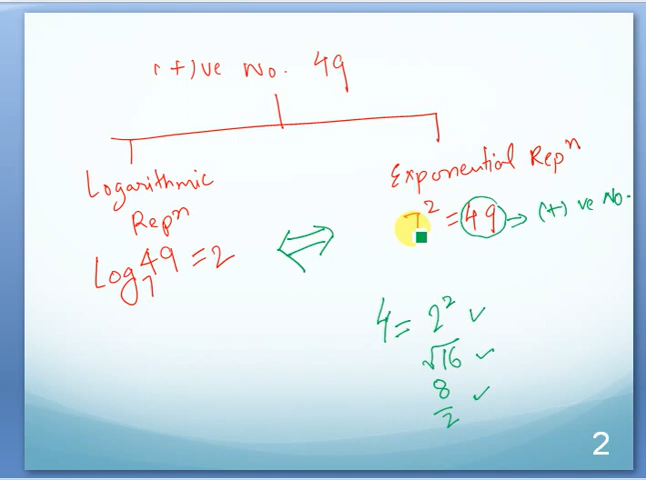 (+)ve No. 49
Logarithmic
Repⁿ
Log₇49 = 2
Exponential Repⁿ
7² = 49 → (+) ve No.
4 = 2² ✓
√16 ✓
8/2 ✓
2